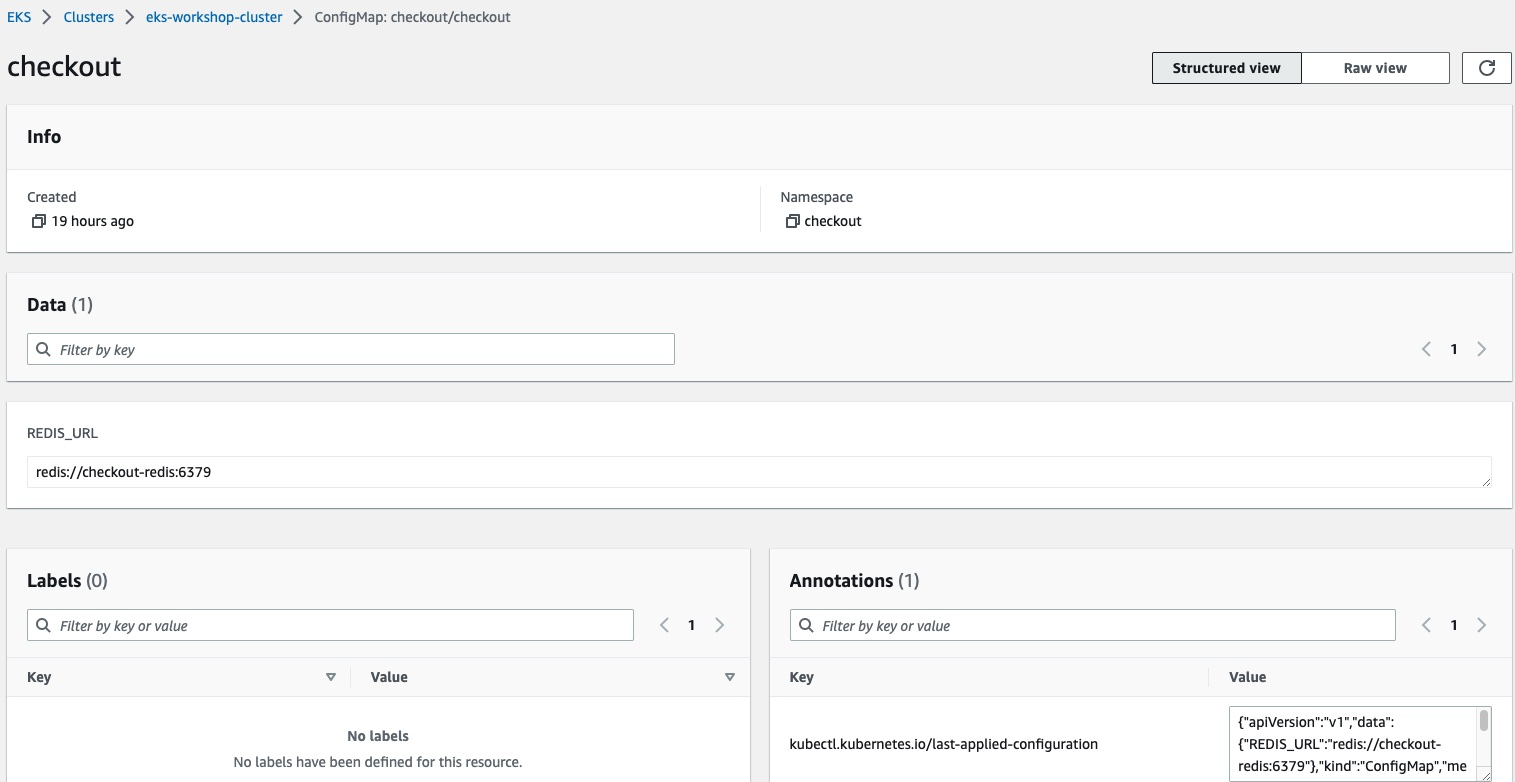 EKS > Clusters > eks-workshop-cluster > ConfigMap: checkout/checkout
checkout
Structured view
Raw view
Info
Created
19 hours ago
Namespace
checkout
Data (1)
Filter by key
1
REDIS_URL
redis://checkout-redis:6379
Labels (0)
Filter by key or value
1
Key
Value
No labels
No labels have been defined for this resource.
Annotations (1)
Filter by key or value
1
Key
Value
kubectl.kubernetes.io/last-applied-configuration
{"apiVersion":"v1","data":
{"REDIS_URL":"redis://checkout-
redis:6379"},"kind":"ConfigMap","me